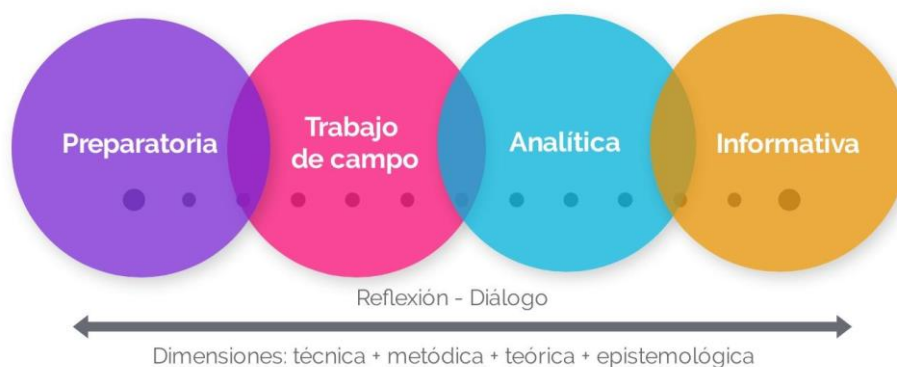 Preparatoria
Trabajo
de campo
Analítica
Informativa
Reflexión - Diálogo
Dimensiones: técnica + metódica + teórica + epistemológica